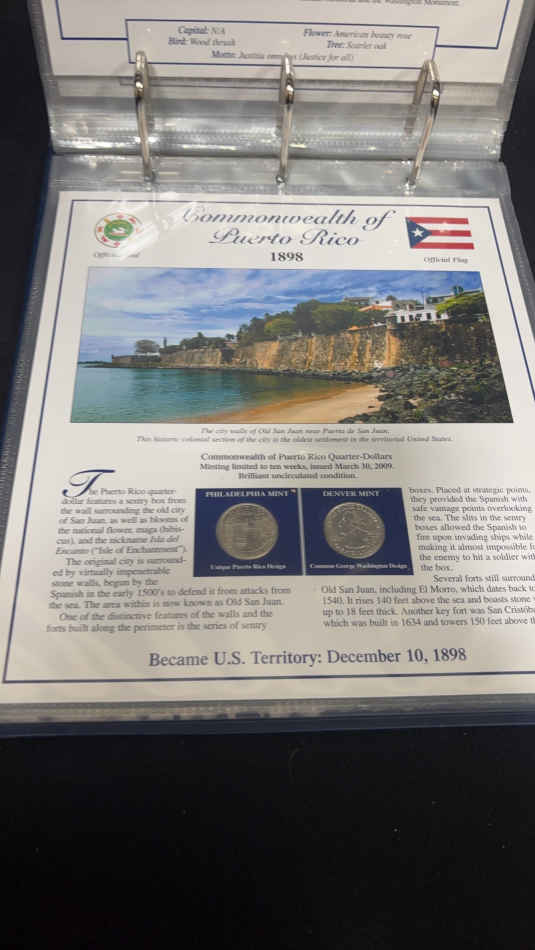 and the Washington Monument.
Capital: N/A
Flower: American beauty rose
Bird: Wood thrush
Tree: Scarlet oak
Motto: Justitia (Justice for all)
Commonwealth of
Puerto Rico
1898
Official Flag
The city walls of Old San Juan near Puerta de San Juan.
This historic colonial section of the city is the oldest settlement in the territorial United States.
Commonwealth of Puerto Rico Quarter-Dollars
Minting limited to ten weeks, issued March 30, 2009.
Brilliant uncirculated condition.
The Puerto Rico quarter-
dollar features a sentry box from
the wall surrounding the old city
of San Juan, as well as blooms of
the national flower, maga (hibis-
cus), and the nickname Isla del
Encanto ("Isle of Enchantment").
The original city is surround-
ed by virtually impenetrable
stone walls, begun by the
Spanish in the early 1500's to defend it from attacks from
the sea. The area within is now known as Old San Juan.
One of the distinctive features of the walls and the
forts built along the perimeter is the series of sentry
PHILADELPHIA MINT
Unique Puerto Rico Design
DENVER MINT
Common George Washington Design
boxes. Placed at strategic points,
they provided the Spanish with
safe vantage points overlooking
the sea. The slits in the sentry
boxes allowed the Spanish to
fire upon invading ships while
making it almost impossible
the enemy to hit a soldier with
the box.
Several forts still surround
Old San Juan, including El Morro, which dates back to
1540. It rises 140 feet above the sea and boasts stone
up to 18 feet thick. Another key fort was San
which was built in 1634 and towers 150 feet above
Became U.S. Territory: December 10, 1898